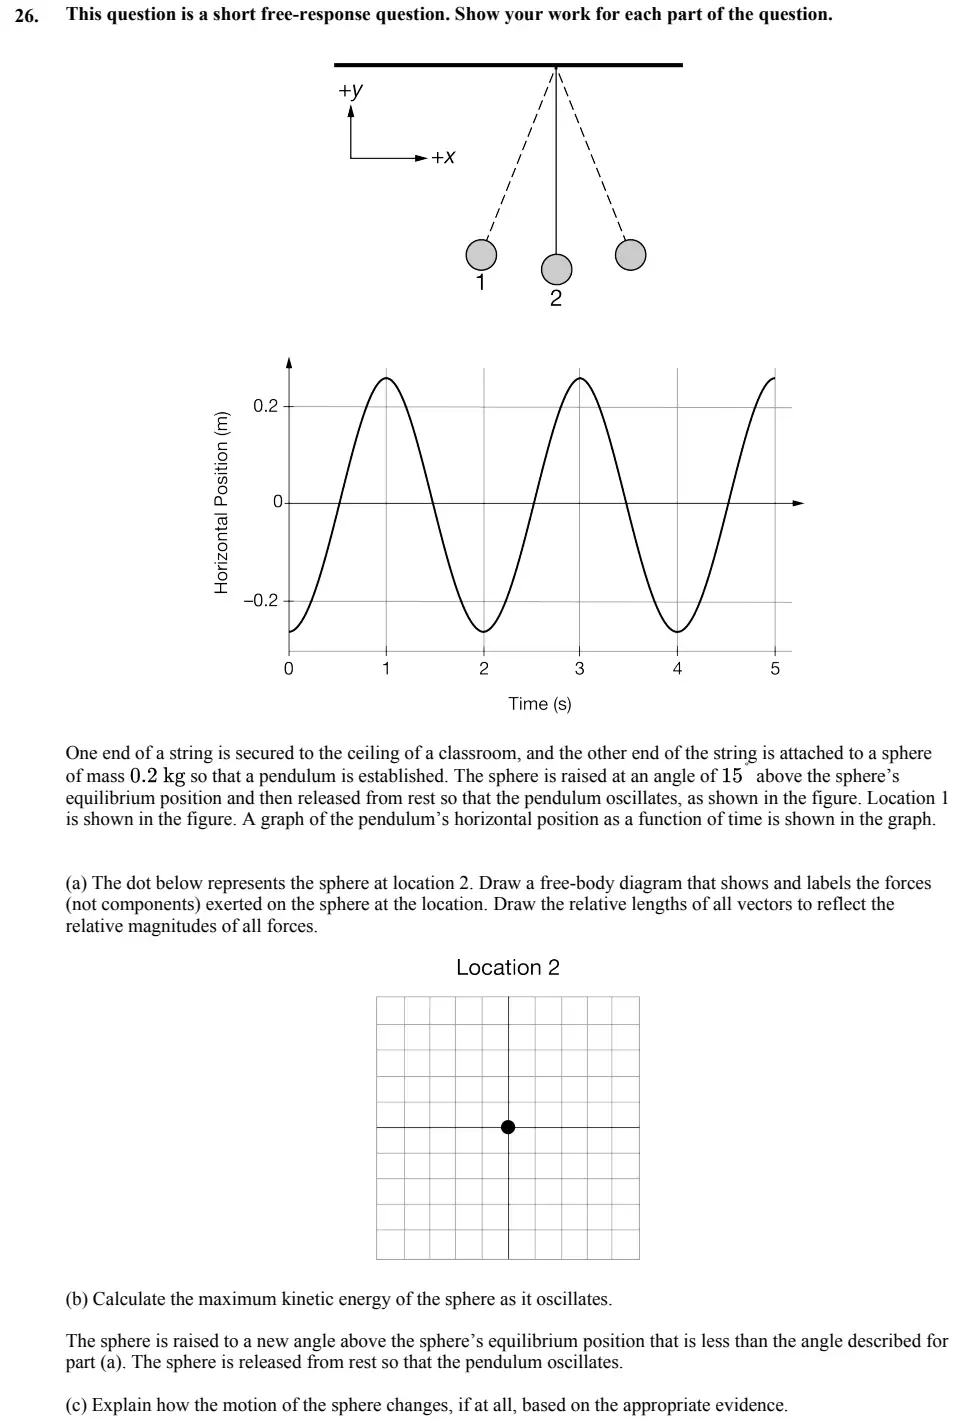 26. This question is a short free-response question. Show your work for each part of the question.
+y
+x
1
2
Horizontal Position (m)
0.2
0
−0.2
0 1 2 3 4 5
Time (s)
One end of a string is secured to the ceiling of a classroom, and the other end of the string is attached to a sphere
of mass 0.2 kg so that a pendulum is established. The sphere is raised at an angle of 15° above the sphere's
equilibrium position and then released from rest so that the pendulum oscillates, as shown in the figure. Location 1
is shown in the figure. A graph of the pendulum's horizontal position as a function of time is shown in the graph.
(a) The dot below represents the sphere at location 2. Draw a free-body diagram that shows and labels the forces
(not components) exerted on the sphere at the location. Draw the relative lengths of all vectors to reflect the
relative magnitudes of all forces.
Location 2
(b) Calculate the maximum kinetic energy of the sphere as it oscillates.
The sphere is raised to a new angle above the sphere's equilibrium position that is less than the angle described for
part (a). The sphere is released from rest so that the pendulum oscillates.
(c) Explain how the motion of the sphere changes, if at all, based on the appropriate evidence.